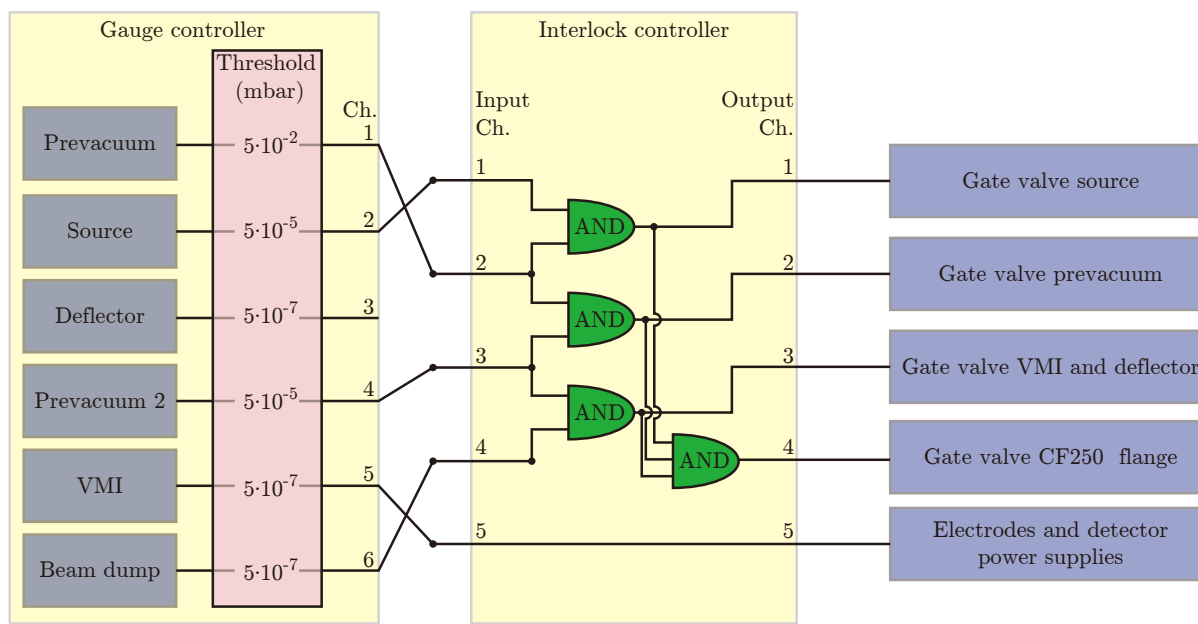 Gauge controller
Threshold
(mbar)
Ch.
Prevacuum
5·10⁻²
1
Source
5·10⁻⁵
2
Deflector
5·10⁻⁷
3
Prevacuum 2
5·10⁻⁵
4
VMI
5·10⁻⁷
5
Beam dump
5·10⁻⁷
6
Interlock controller
Input
Ch.
Output
Ch.
1
2
3
4
5
AND
AND
AND
AND
1
2
3
4
5
Gate valve source
Gate valve prevacuum
Gate valve VMI and deflector
Gate valve CF250 flange
Electrodes and detector
power supplies